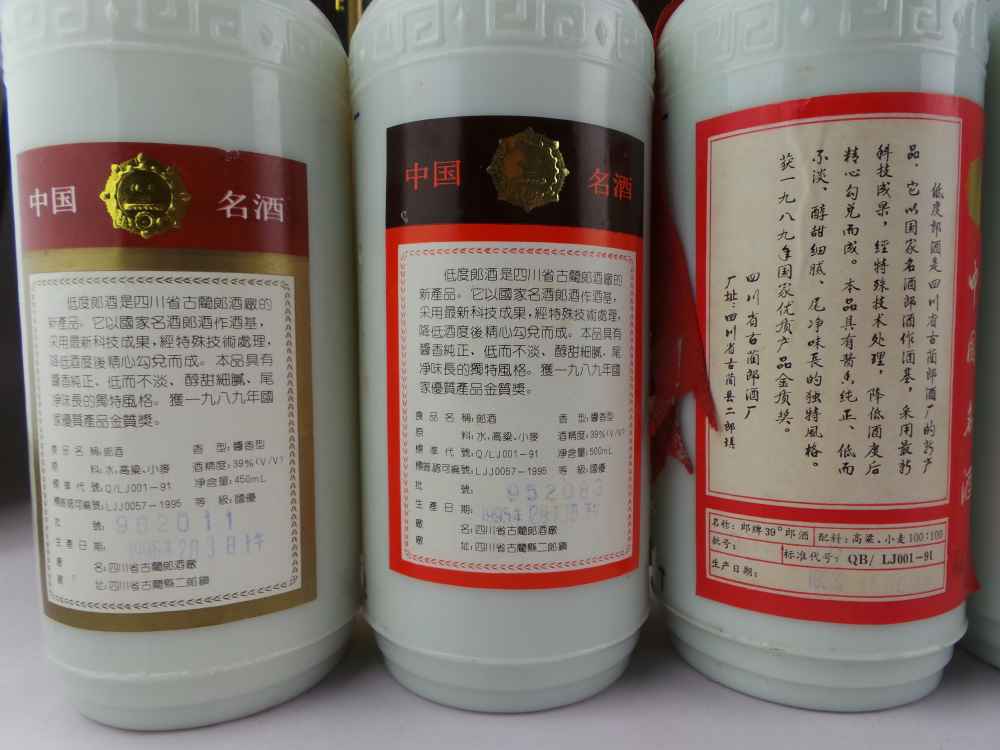 中国 名酒
低度郎酒是四川省古藺郎酒廠的
新產品。它以國家名酒郎酒作酒基，
采用最新科技成果，經特殊技術處理，
降低酒度後精心勾兌而成。本品具有
醬香純正、低而不淡、醇甜細膩、尾
净味長的獨特風格。獲一九八九年國
家優質產品金質獎。
食品名稱:郎酒 香型:醬香型
原料:水、高粱、小麥 酒精度:39%(V/V)
標準代號:Q/LJ001-91 净含量:450mL
標簽認可編號:LJJ0057-1995 等級:國優
批號: 902011
生產日期:
廠名:四川省古藺郎酒廠
廠址:四川省古藺縣二郎鎮
中国 名酒
低度郎酒是四川省古藺郎酒廠的
新產品。它以國家名酒郎酒作酒基，
采用最新科技成果，經特殊技術處理，
降低酒度後精心勾兌而成。本品具有
醬香純正、低而不淡、醇甜細膩、尾
净味長的獨特風格。獲一九八九年國
家優質產品金質獎。
食品名稱:郎酒 香型:醬香型
原料:水、高粱、小麥 酒精度:39%(V/V)
標準代號:Q/LJ001-91 净含量:500mL
標簽認可編號:LJJ0057-1995 等級:國優
批號: 952083
生產日期:
廠名:四川省古藺郎酒廠
廠址:四川省古藺縣二郎鎮
低度郎酒是四川省古蔺郎酒厂的新产
品，它以国家名酒郎酒作酒基，采用最新
科技成果，经特殊技术处理，降低酒度后
精心勾兑而成。本品具有酱香纯正、低而
不淡、醇甜细腻、尾净味长的独特风格。
获一九八九年国家优质产品金质奖。
四川省古蔺郎酒厂
厂址:四川省古蔺县二郎镇
名称:郎牌39°郎酒 配料:高粱、小麦100:100
批号: 标准代号: QB/ LJ001-91
生产日期:
中國名酒